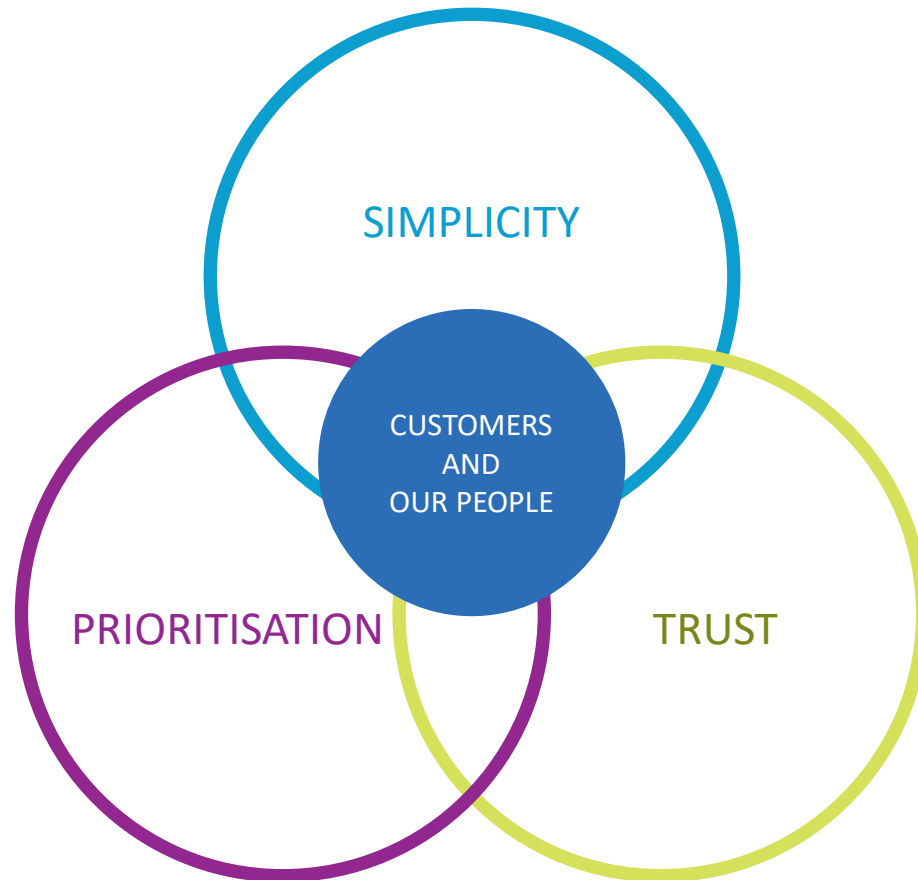 SIMPLICITY
CUSTOMERS
AND
OUR PEOPLE
PRIORITISATION
TRUST